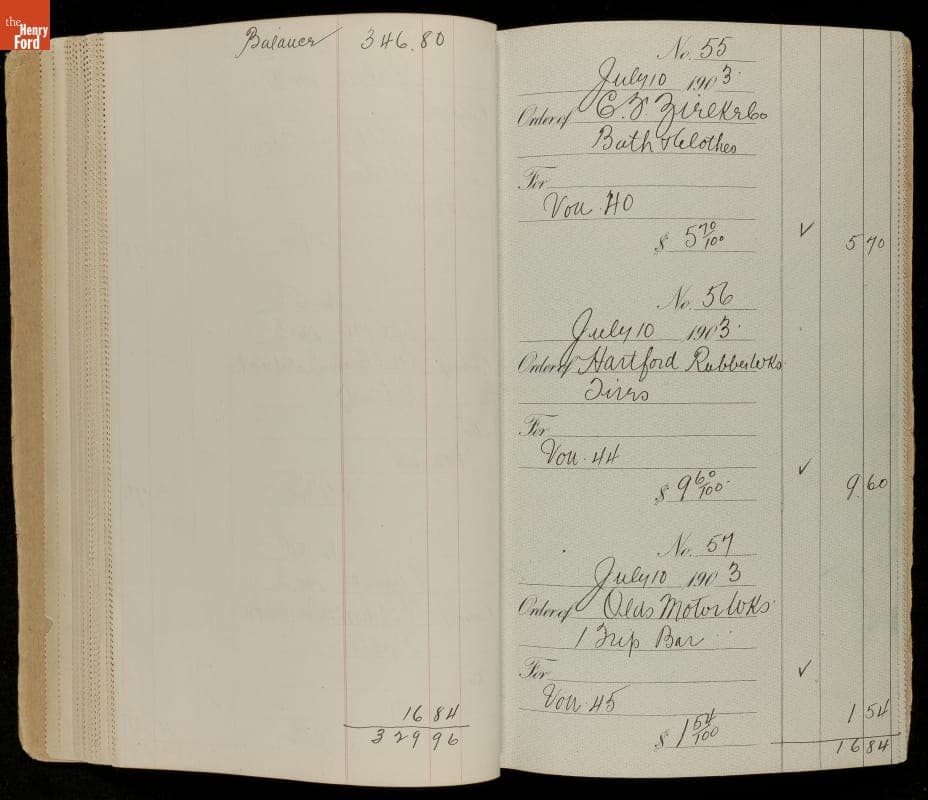 the
Henry
Ford
Balance 346.80
16 84
329 96
No. 55
July 10 1903
Order of C. F.
Bath & Clothes
For
Vou. 40
$ 5 70/100 ✓ 5 70
No. 56
July 10 1903
Order of Hartford Rubber Wks
Tires
For
Vou. 44
$ 9 60/100 ✓ 9.60
No. 57
July 10 1903
Order of Olds Motor Wks
1 Trip Bar
For ✓
Vou 45
$ 1 54/100 1 54
16 84